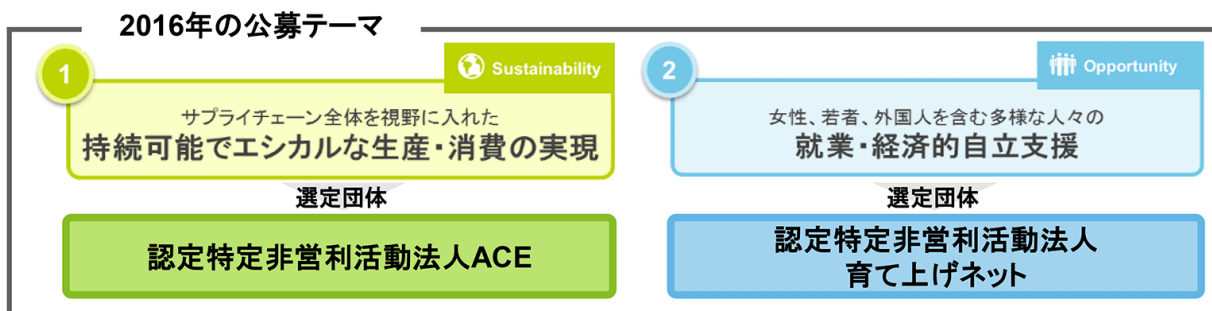 2016年の公募テーマ
1
Sustainability
サプライチェーン全体を視野に入れた
持続可能でエシカルな生産・消費の実現
選定団体
認定特定非営利活動法人ACE
2
Opportunity
女性、若者、外国人を含む多様な人々の
就業・経済的自立支援
選定団体
認定特定非営利活動法人
育て上げネット